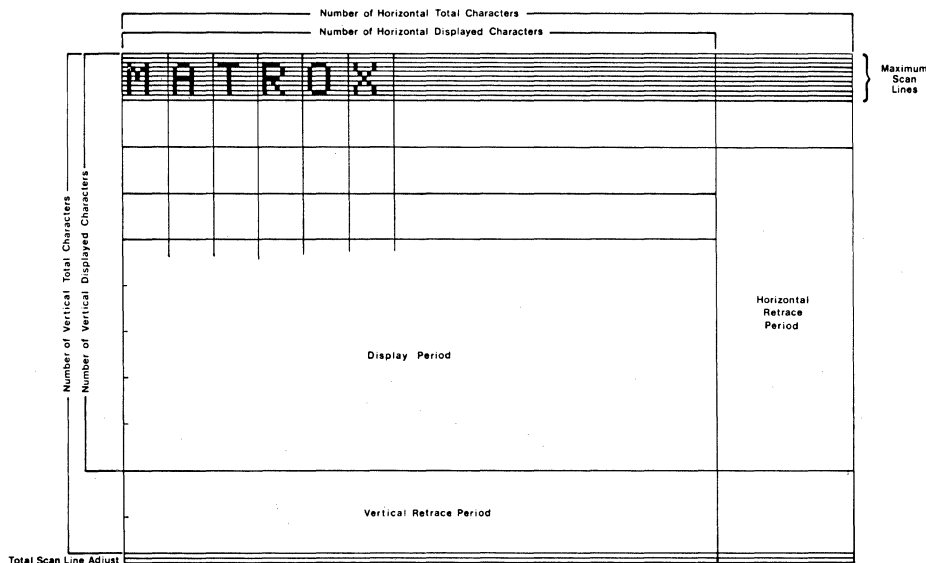 Number of Horizontal Total Characters
Number of Horizontal Displayed Characters
MATROX
Maximum
Scan
Lines
Number of Vertical Total Characters
Number of Vertical Displayed Characters
Horizontal
Retrace
Period
Display Period
Vertical Retrace Period
Total Scan Line Adjust